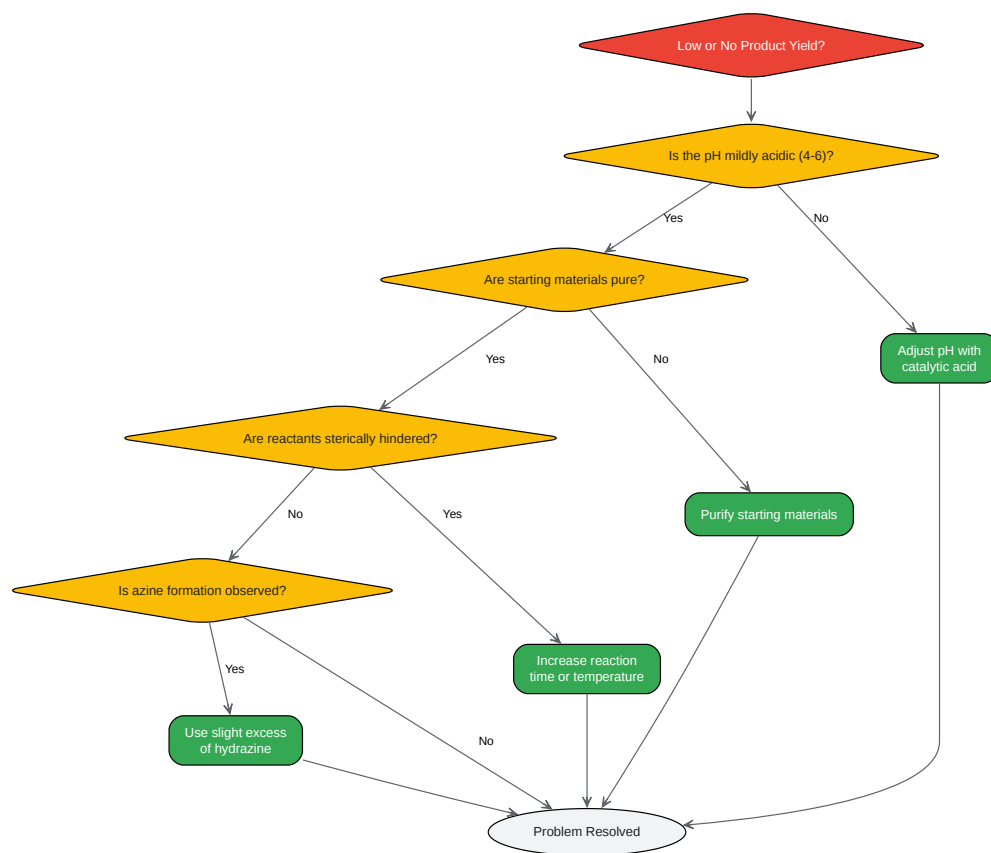 Low or No Product Yield?
Is the pH mildly acidic (4-6)?
Yes
No
Are starting materials pure?
Adjust pH with
catalytic acid
Yes
No
Are reactants sterically hindered?
Purify starting materials
No
Yes
Is azine formation observed?
Increase reaction
time or temperature
Yes
Use slight excess
of hydrazine
No
Problem Resolved